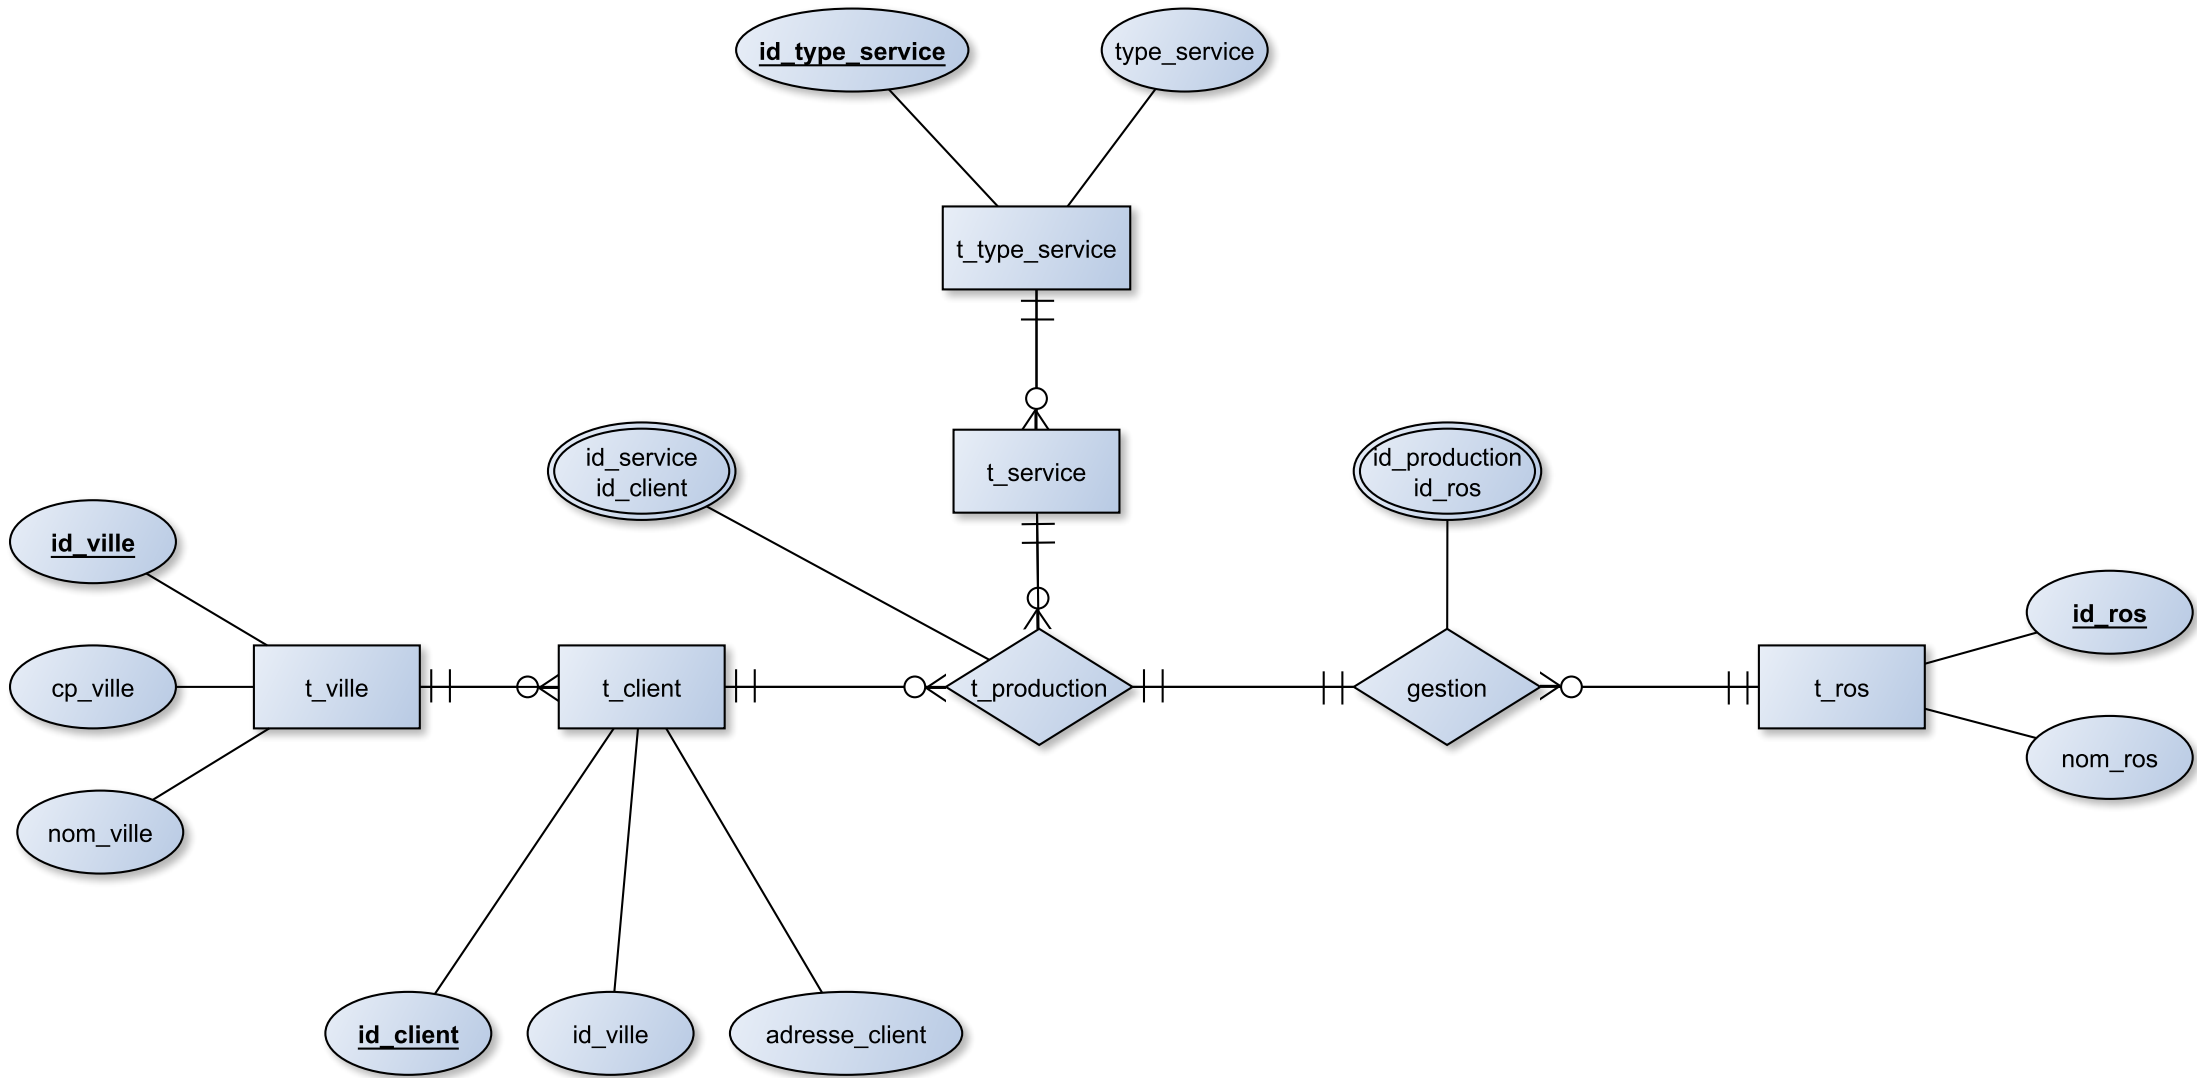 id_type_service
type_service
t_type_service
id_service
id_client
t_service
id_production
id_ros
id_ville
cp_ville
nom_ville
t_ville
t_client
t_production
gestion
t_ros
id_ros
nom_ros
id_client
id_ville
adresse_client